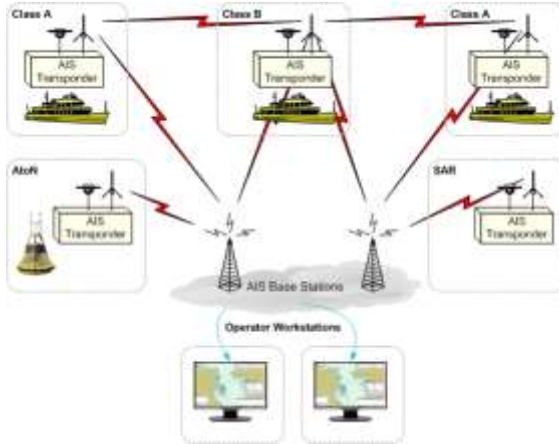 Class A
Class B
Class A
AIS
Transponder
AIS
Transponder
AIS
Transponder
AtoN
SAR
AIS
Transponder
AIS
Transponder
AIS Base Stations
Operator Workstations